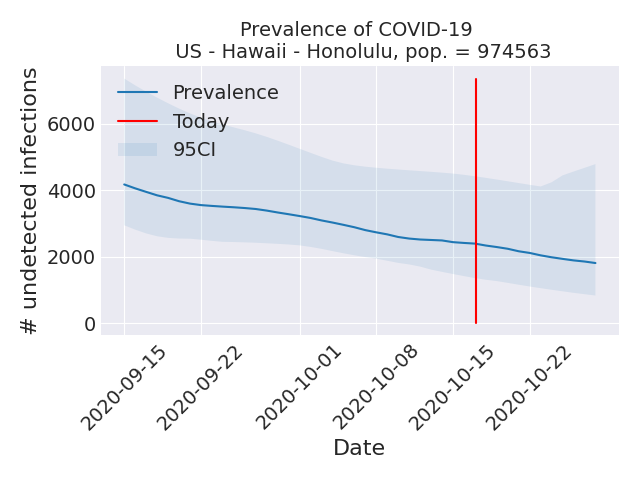 Prevalence of COVID-19
US - Hawaii - Honolulu, pop. = 974563
# undetected infections
6000
4000
2000
0
Prevalence
Today
95CI
2020-09-15
2020-09-22
2020-10-01
2020-10-08
2020-10-15
2020-10-22
Date